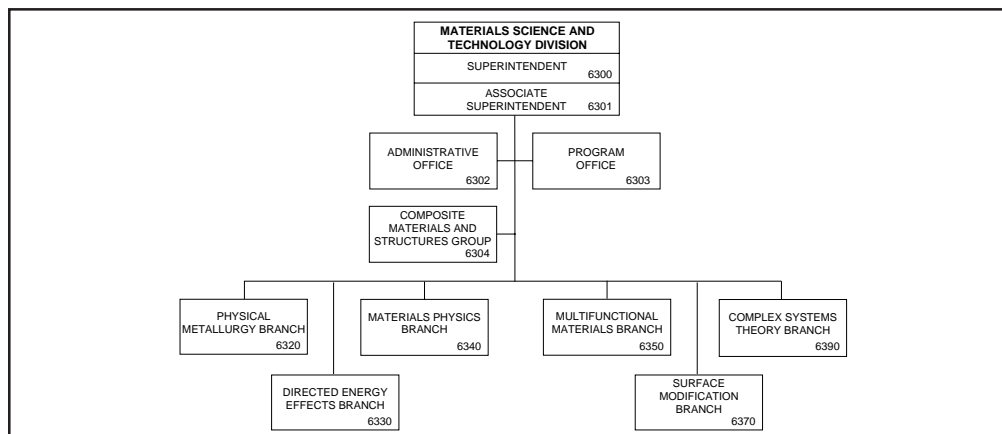 MATERIALS SCIENCE AND
TECHNOLOGY DIVISION
SUPERINTENDENT
6300
ASSOCIATE
SUPERINTENDENT
6301
ADMINISTRATIVE
OFFICE
6302
PROGRAM
OFFICE
6303
COMPOSITE
MATERIALS AND
STRUCTURES GROUP
6304
PHYSICAL
METALLURGY BRANCH
6320
MATERIALS PHYSICS
BRANCH
6340
MULTIFUNCTIONAL
MATERIALS BRANCH
6350
COMPLEX SYSTEMS
THEORY BRANCH
6390
DIRECTED ENERGY
EFFECTS BRANCH
6330
SURFACE
MODIFICATION
BRANCH
6370